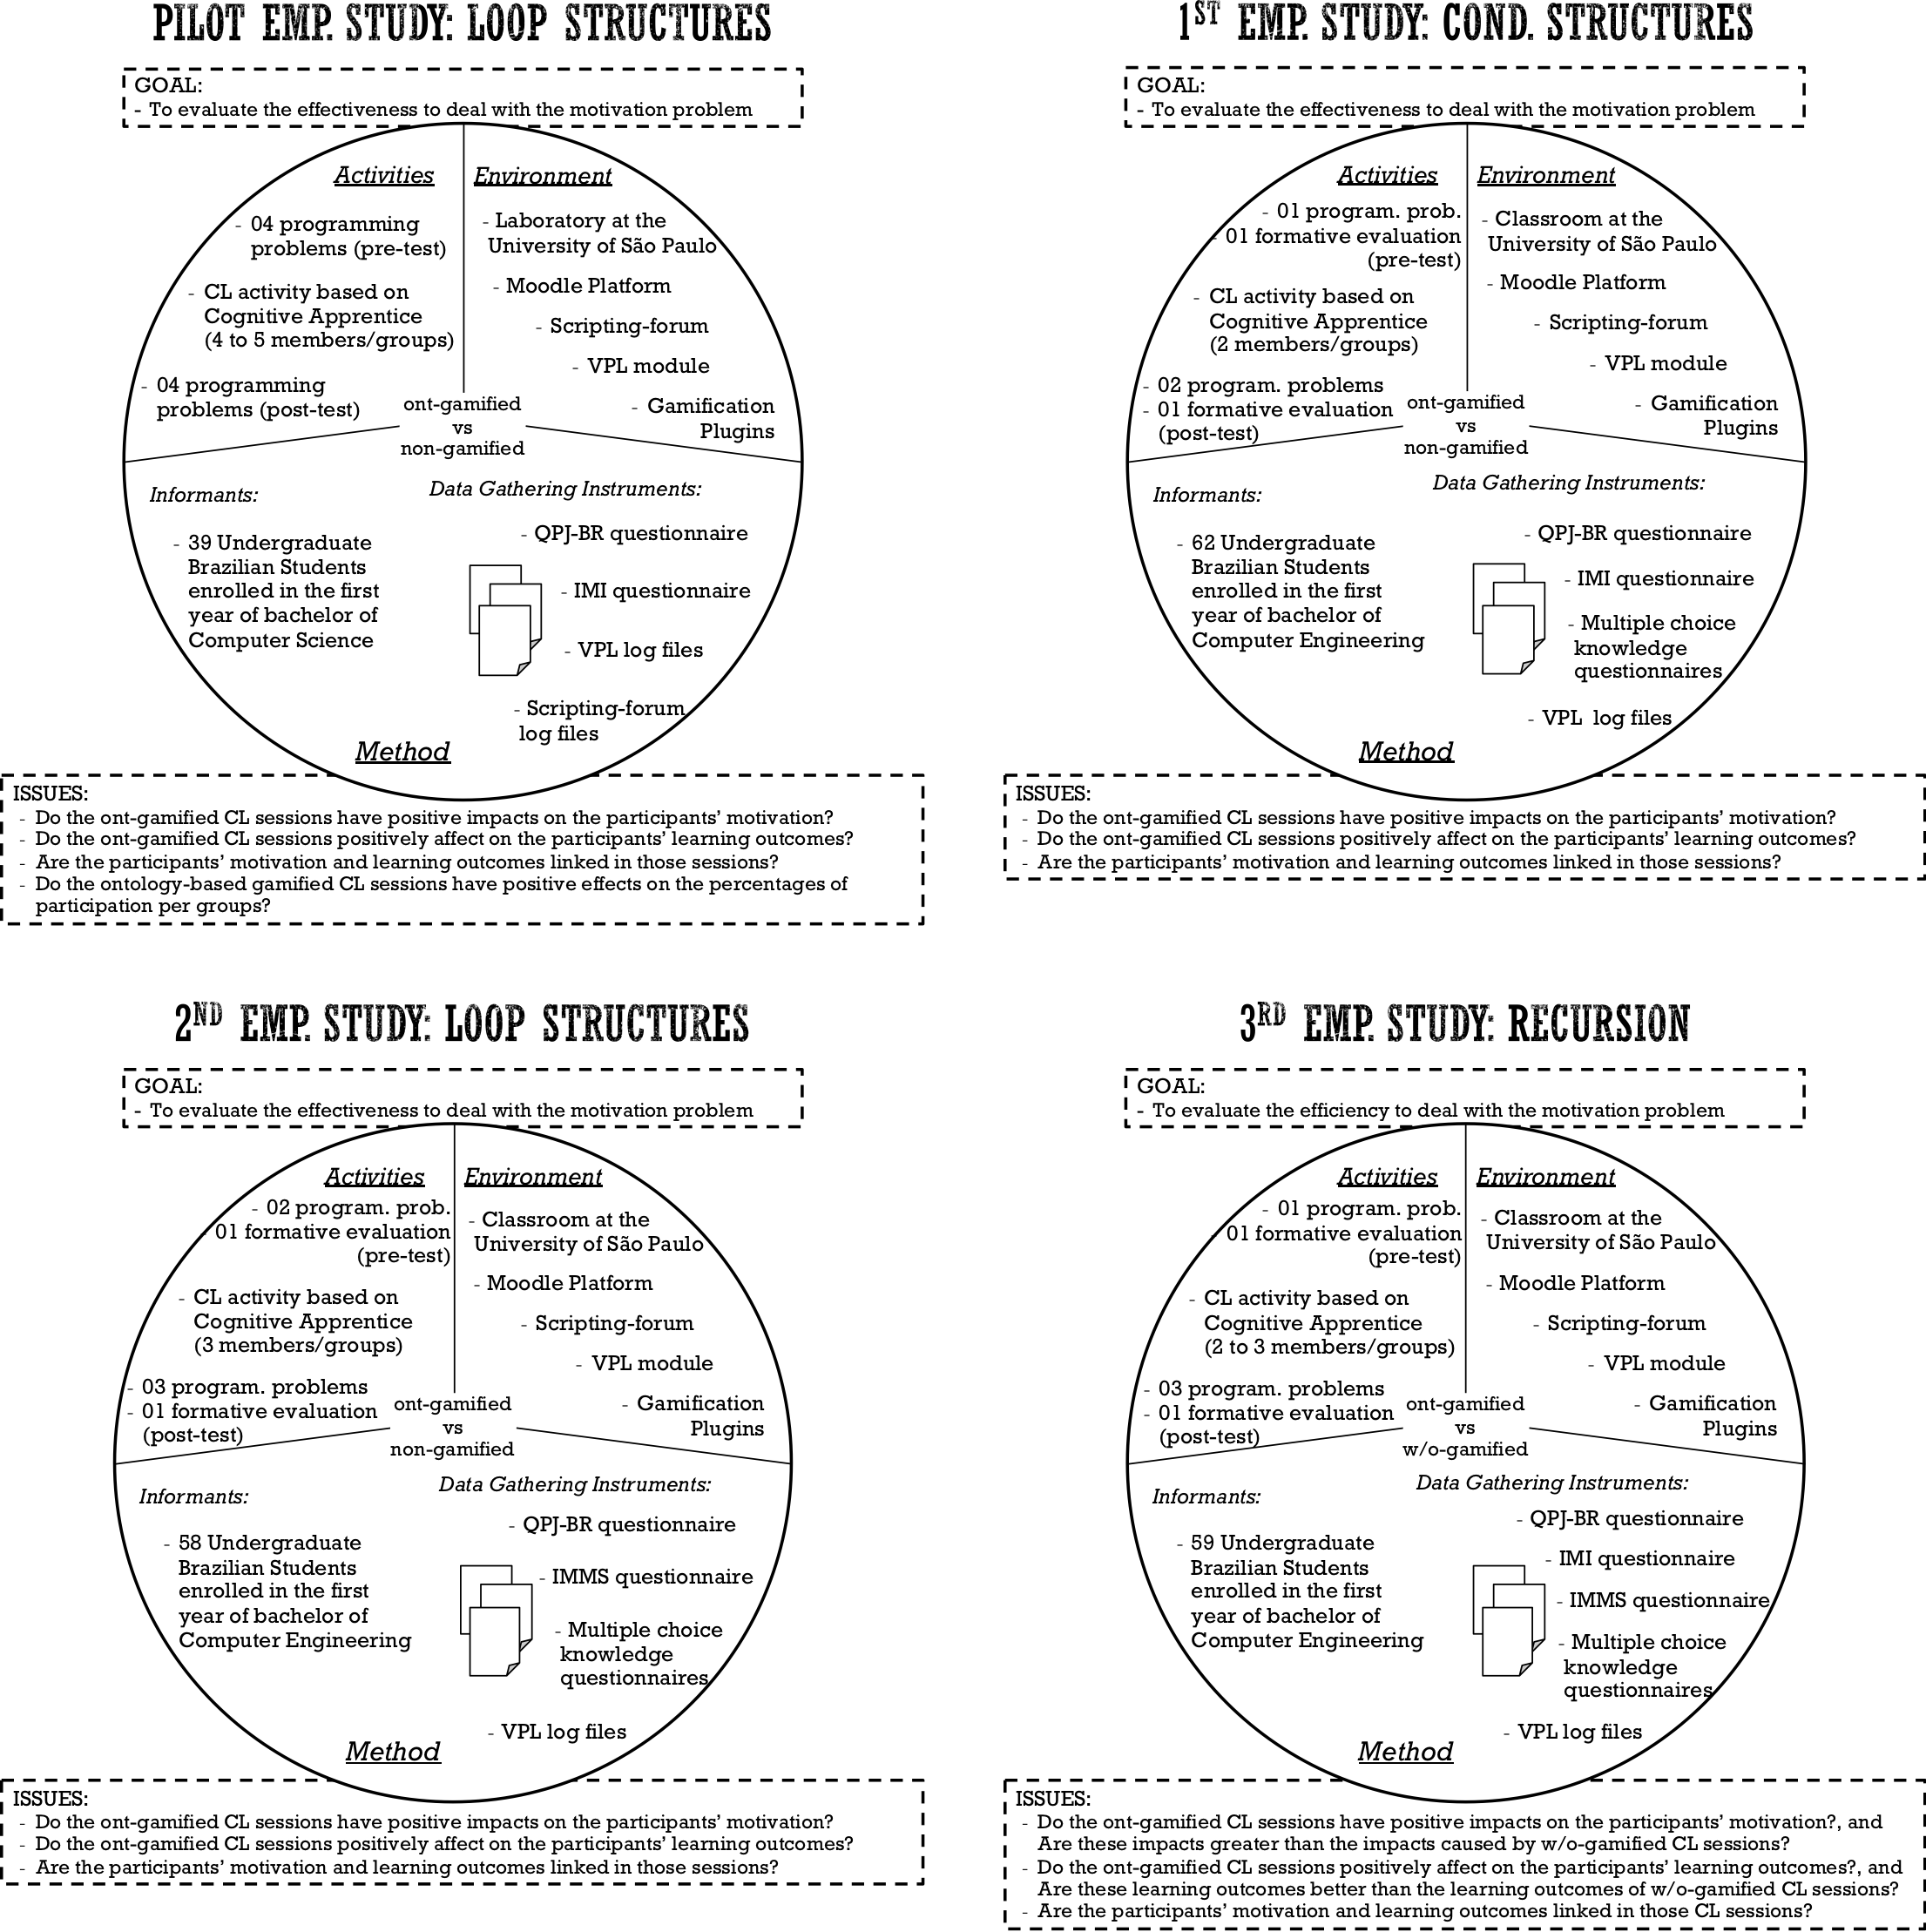 PILOT EMP. STUDY: LOOP STRUCTURES
GOAL:
- To evaluate the effectiveness to deal with the motivation problem
Activities
- 04 programming
problems (pre-test)
- CL activity based on
Cognitive Apprentice
(4 to 5 members/groups)
- 04 programming
problems (post-test)
Environment
- Laboratory at the
University of São Paulo
- Moodle Platform
- Scripting-forum
- VPL module
- Gamification
Plugins
ont-gamified
vs
non-gamified
Informants:
- 39 Undergraduate
Brazilian Students
enrolled in the first
year of bachelor of
Computer Science
Data Gathering Instruments:
- QPJ-BR questionnaire
- IMI questionnaire
- VPL log files
- Scripting-forum
log files
Method
ISSUES:
- Do the ont-gamified CL sessions have positive impacts on the participants’ motivation?
- Do the ont-gamified CL sessions positively affect on the participants’ learning outcomes?
- Are the participants’ motivation and learning outcomes linked in those sessions?
- Do the ontology-based gamified CL sessions have positive effects on the percentages of
participation per groups?
1ST EMP. STUDY: COND. STRUCTURES
GOAL:
- To evaluate the effectiveness to deal with the motivation problem
Activities
- 01 program. prob.
- 01 formative evaluation
(pre-test)
- CL activity based on
Cognitive Apprentice
(2 members/groups)
- 02 program. problems
- 01 formative evaluation
(post-test)
Environment
- Classroom at the
University of São Paulo
- Moodle Platform
- Scripting-forum
- VPL module
- Gamification
Plugins
ont-gamified
vs
non-gamified
Informants:
- 62 Undergraduate
Brazilian Students
enrolled in the first
year of bachelor of
Computer Engineering
Data Gathering Instruments:
- QPJ-BR questionnaire
- IMI questionnaire
- Multiple choice
knowledge
questionnaires
- VPL log files
Method
ISSUES:
- Do the ont-gamified CL sessions have positive impacts on the participants’ motivation?
- Do the ont-gamified CL sessions positively affect on the participants’ learning outcomes?
- Are the participants’ motivation and learning outcomes linked in those sessions?
2ND EMP. STUDY: LOOP STRUCTURES
GOAL:
- To evaluate the effectiveness to deal with the motivation problem
Activities
- 02 program. prob.
- 01 formative evaluation
(pre-test)
- CL activity based on
Cognitive Apprentice
(3 members/groups)
- 03 program. problems
- 01 formative evaluation
(post-test)
Environment
- Classroom at the
University of São Paulo
- Moodle Platform
- Scripting-forum
- VPL module
- Gamification
Plugins
ont-gamified
vs
non-gamified
Informants:
- 58 Undergraduate
Brazilian Students
enrolled in the first
year of bachelor of
Computer Engineering
Data Gathering Instruments:
- QPJ-BR questionnaire
- IMMS questionnaire
- Multiple choice
knowledge
questionnaires
- VPL log files
Method
ISSUES:
- Do the ont-gamified CL sessions have positive impacts on the participants’ motivation?
- Do the ont-gamified CL sessions positively affect on the participants’ learning outcomes?
- Are the participants’ motivation and learning outcomes linked in those sessions?
3RD EMP. STUDY: RECURSION
GOAL:
- To evaluate the efficiency to deal with the motivation problem
Activities
- 01 program. prob.
- 01 formative evaluation
(pre-test)
- CL activity based on
Cognitive Apprentice
(2 to 3 members/groups)
- 03 program. problems
- 01 formative evaluation
(post-test)
Environment
- Classroom at the
University of São Paulo
- Moodle Platform
- Scripting-forum
- VPL module
- Gamification
Plugins
ont-gamified
vs
w/o-gamified
Informants:
- 59 Undergraduate
Brazilian Students
enrolled in the first
year of bachelor of
Computer Engineering
Data Gathering Instruments:
- QPJ-BR questionnaire
- IMI questionnaire
- IMMS questionnaire
- Multiple choice
knowledge
questionnaires
- VPL log files
Method
ISSUES:
- Do the ont-gamified CL sessions have positive impacts on the participants’ motivation?, and
Are these impacts greater than the impacts caused by w/o-gamified CL sessions?
- Do the ont-gamified CL sessions positively affect on the participants’ learning outcomes?, and
Are these learning outcomes better than the learning outcomes of w/o-gamified CL sessions?
- Are the participants’ motivation and learning outcomes linked in those CL sessions?